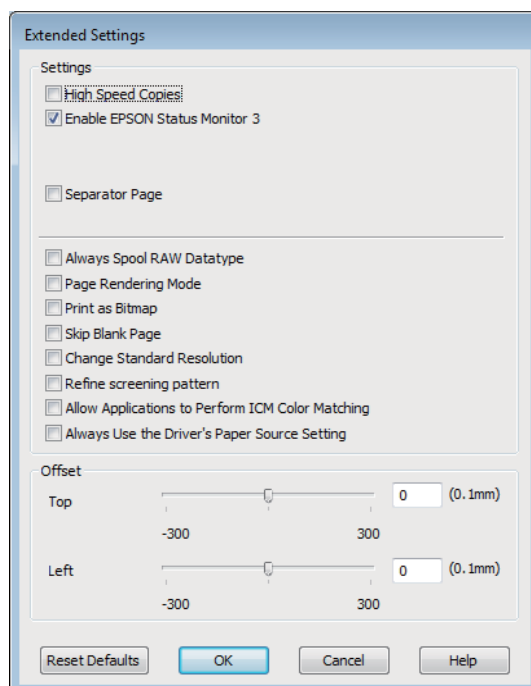 Extended Settings
Settings
High Speed Copies
Enable EPSON Status Monitor 3
Separator Page
Always Spool RAW Datatype
Page Rendering Mode
Print as Bitmap
Skip Blank Page
Change Standard Resolution
Refine screening pattern
Allow Applications to Perform ICM Color Matching
Always Use the Driver's Paper Source Setting
Offset
Top 0 (0.1mm)
-300 300
Left 0 (0.1mm)
-300 300
Reset Defaults OK Cancel Help